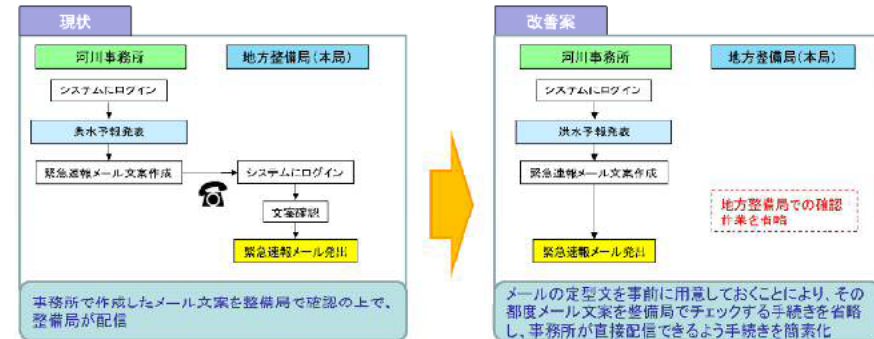 現状
河川事務所
地方整備局(本局)
システムにログイン
洪水予報発表
緊急速報メール文案作成
システムにログイン
文案確認
緊急速報メール発出
事務所で作成したメール文案を整備局で確認の上で、
整備局が配信
改善案
河川事務所
地方整備局(本局)
システムにログイン
洪水予報発表
緊急速報メール文案作成
地方整備局での確認
作業を省略
緊急速報メール発出
メールの定型文を事前に用意しておくことにより、その
都度メール文案を整備局でチェックする手続きを省略
し、事務所が直接配信できるよう手続きを簡素化